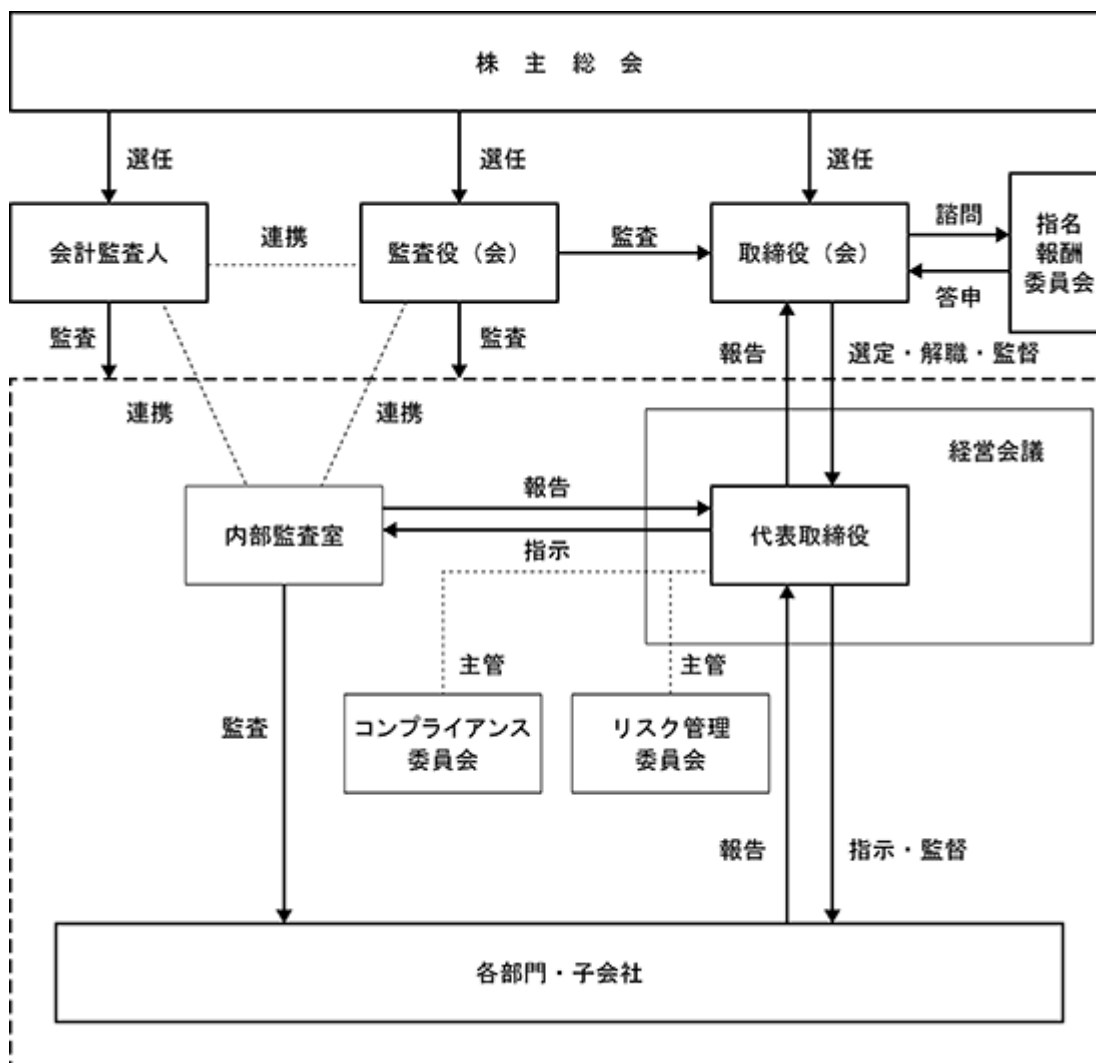 株主総会
選任
選任
選任
会計監査人
連携
監査役（会）
監査
取締役（会）
諮問
答申
指名
報酬
委員会
監査
監査
報告
選定・解職・監督
連携
連携
経営会議
内部監査室
報告
指示
代表取締役
主管
主管
監査
コンプライアンス
委員会
リスク管理
委員会
報告
指示・監督
各部門・子会社